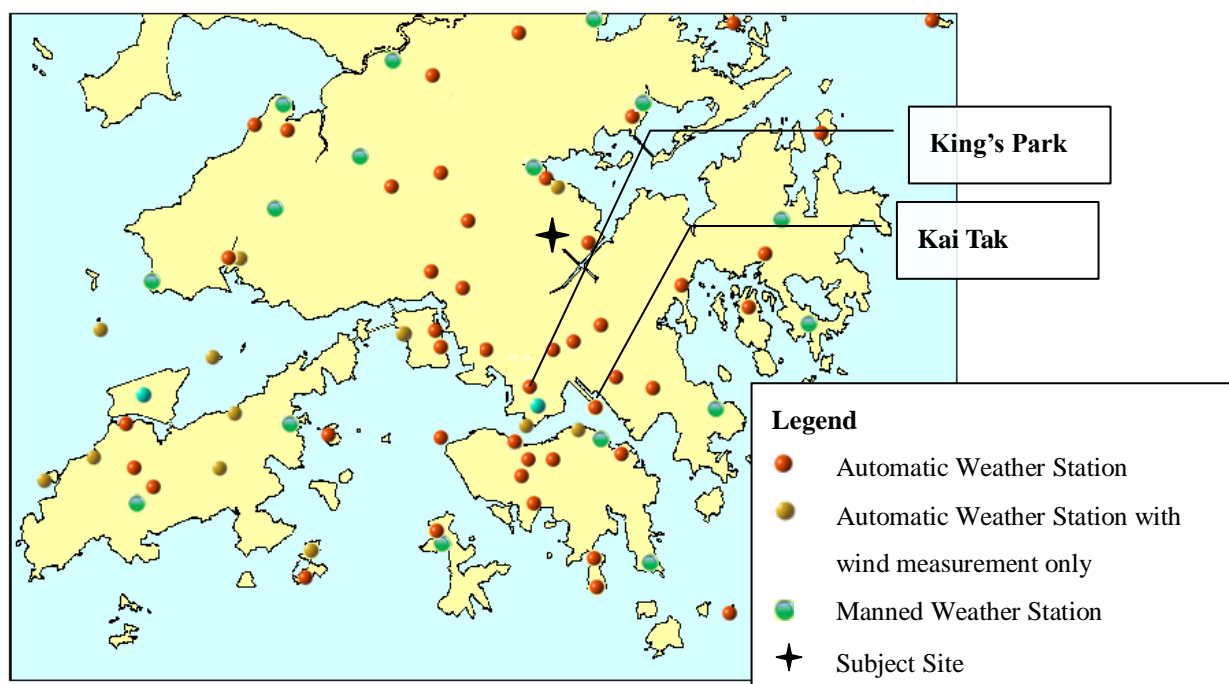 King's Park
Kai Tak
Legend
Automatic Weather Station
Automatic Weather Station with
wind measurement only
Manned Weather Station
Subject Site